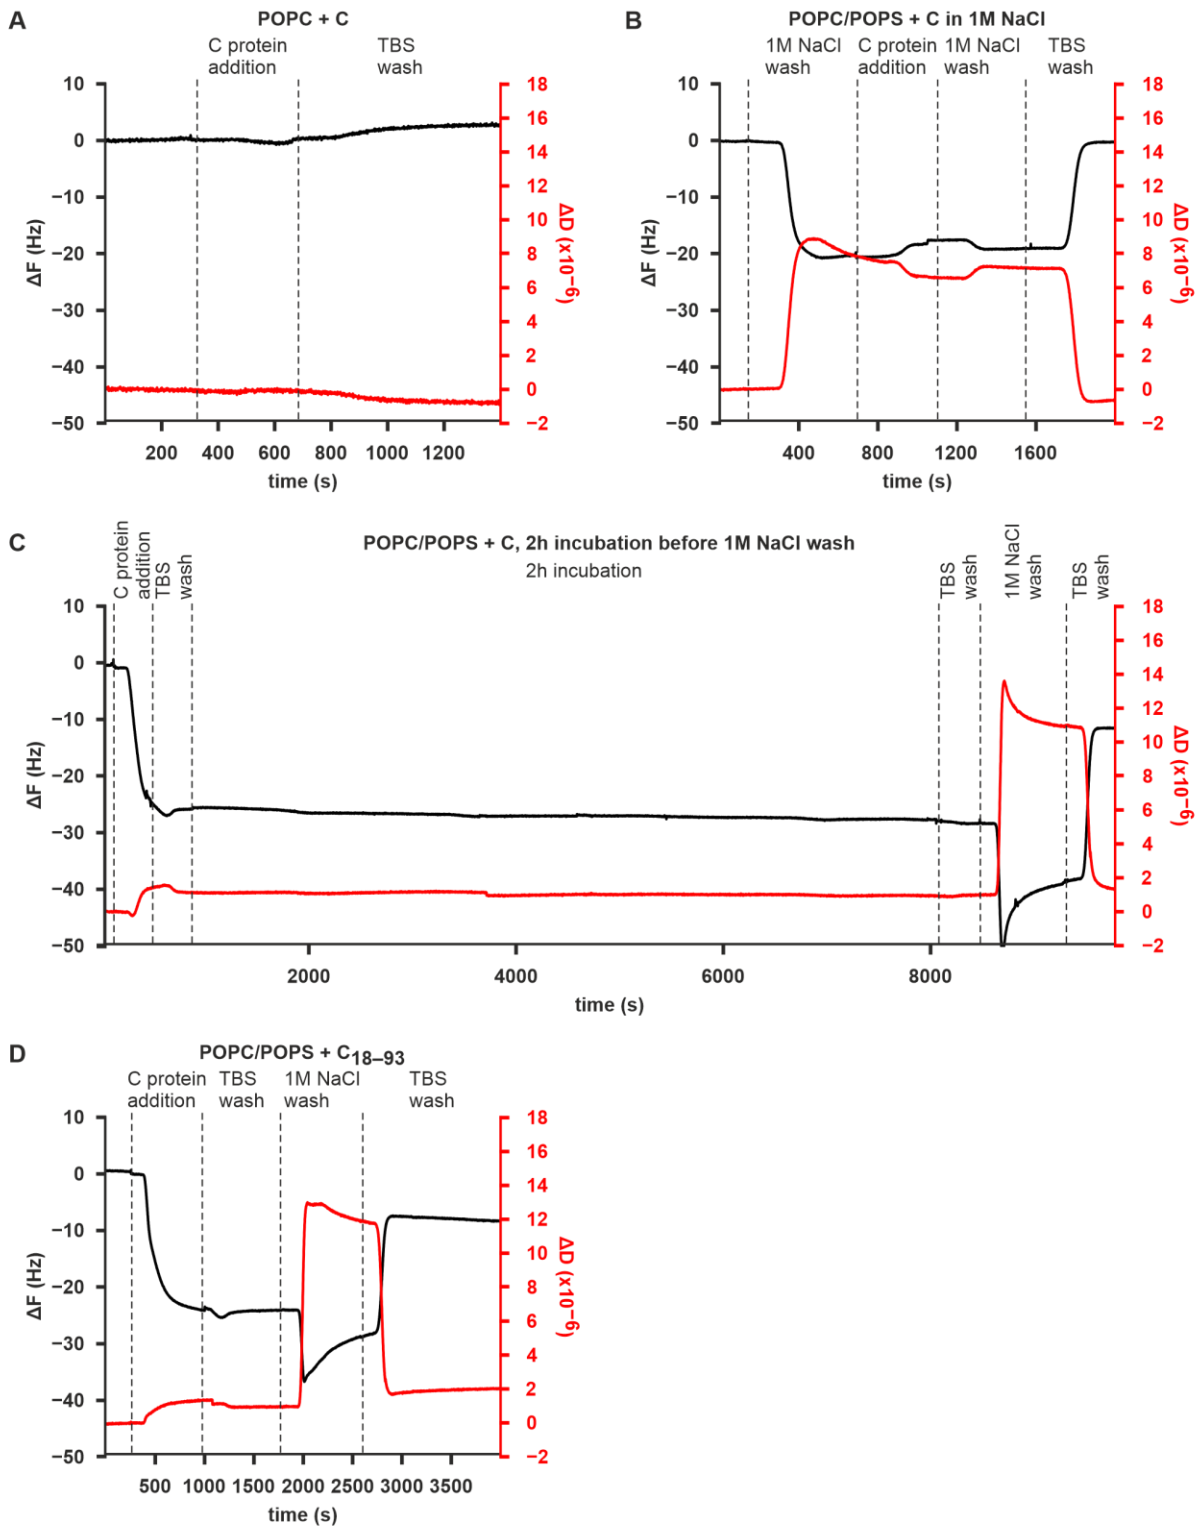 A
POPC + C
C protein
addition
TBS
wash
10
0
−10
−20
−30
−40
−50
ΔF (Hz)
18
16
14
12
10
8
6
4
2
0
−2
ΔD (x10⁻⁶)
200 400 600 800 1000 1200
time (s)
B
POPC/POPS + C in 1M NaCl
1M NaCl
wash
C protein
addition
1M NaCl
wash
TBS
wash
10
0
−10
−20
−30
−40
−50
ΔF (Hz)
18
16
14
12
10
8
6
4
2
0
−2
ΔD (x10⁻⁶)
400 800 1200 1600
time (s)
C
POPC/POPS + C, 2h incubation before 1M NaCl wash
C protein
addition
TBS
wash
2h incubation
TBS
wash
1M NaCl
wash
TBS
wash
10
0
−10
−20
−30
−40
−50
ΔF (Hz)
18
16
14
12
10
8
6
4
2
0
−2
ΔD (x10⁻⁶)
2000 4000 6000 8000
time (s)
D
POPC/POPS + C₁₈₋₉₃
C protein
addition
TBS
wash
1M NaCl
wash
TBS
wash
10
0
−10
−20
−30
−40
−50
ΔF (Hz)
18
16
14
12
10
8
6
4
2
0
−2
ΔD (x10⁻⁶)
500 1000 1500 2000 2500 3000 3500
time (s)